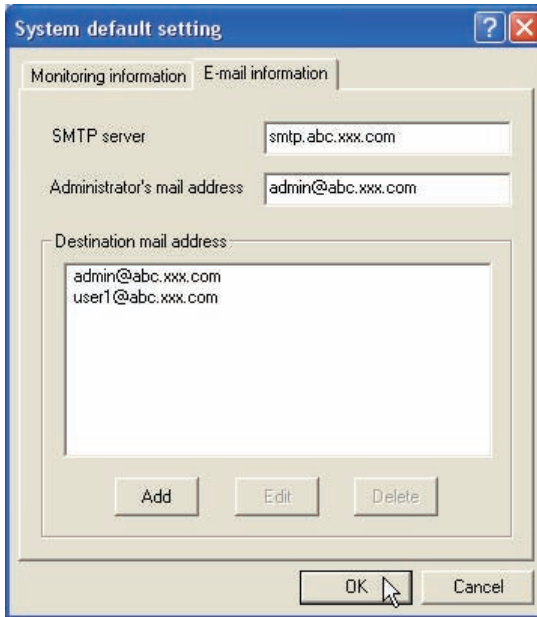 System default setting
Monitoring information E-mail information
SMTP server smtp.abc.xxx.com
Administrator's mail address admin@abc.xxx.com
Destination mail address
admin@abc.xxx.com
user1@abc.xxx.com
Add Edit Delete
OK Cancel